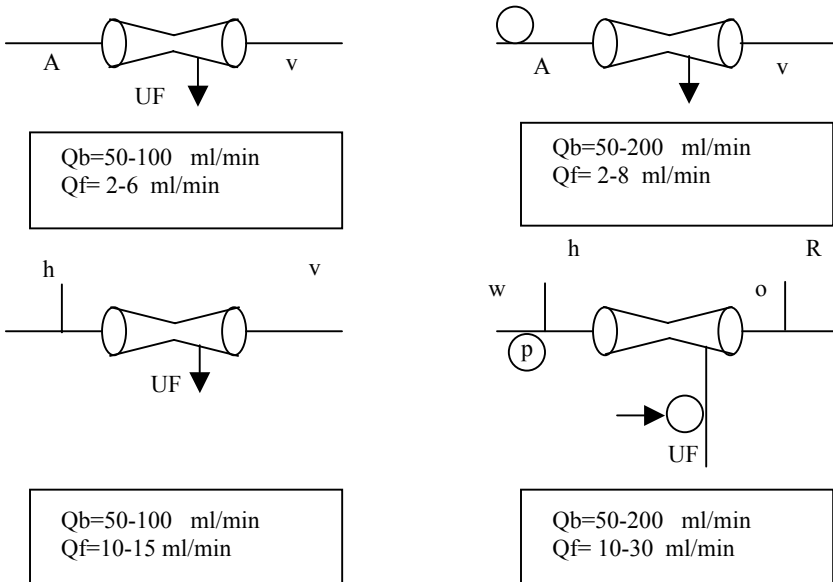 A
v
UF
Qb=50-100 ml/min
Qf= 2-6 ml/min
A
v
Qb=50-200 ml/min
Qf= 2-8 ml/min
h
v
UF
Qb=50-100 ml/min
Qf=10-15 ml/min
h
R
w
o
p
UF
Qb=50-200 ml/min
Qf= 10-30 ml/min